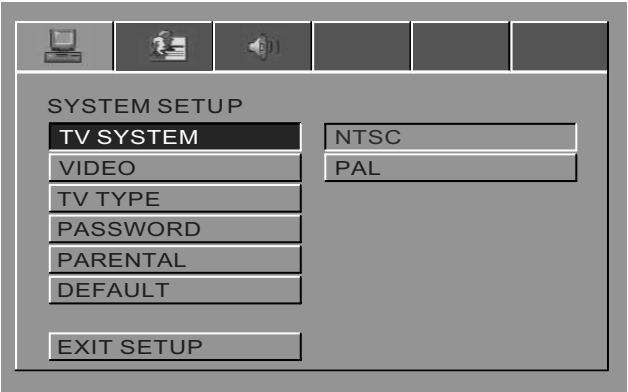 SYSTEM SETUP
TV SYSTEM NTSC
VIDEO PAL
TV TYPE
PASSWORD
PARENTAL
DEFAULT
EXIT SETUP